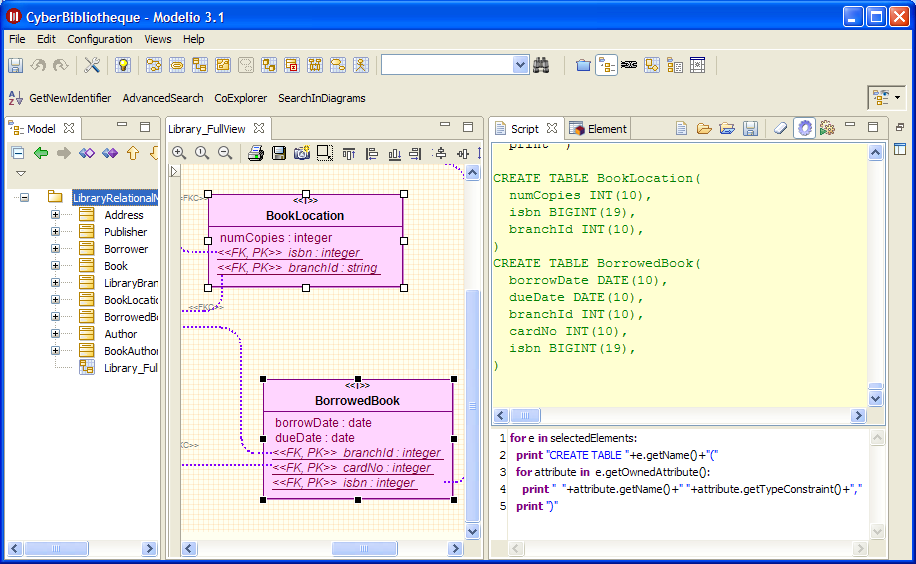 CyberBibliotheque - Modelio 3.1
File Edit Configuration Views Help
GetNewIdentifier AdvancedSearch CoExplorer SearchInDiagrams
Model
LibraryRelationalM
Address
Publisher
Borrower
Book
LibraryBran
BookLocatio
BorrowedBo
Author
BookAuthor
Library_Full
Library_FullView
<<T>>
BookLocation
numCopies : integer
<<FK, PK>> isbn : integer
<<FK, PK>> branchId : string
<<FKC>>
<<T>>
BorrowedBook
borrowDate : date
dueDate : date
<<FK, PK>> branchId : integer
<<FK, PK>> cardNo : integer
<<FK, PK>> isbn : integer
Script Element
CREATE TABLE BookLocation(
numCopies INT(10),
isbn BIGINT(19),
branchId INT(10),
)
CREATE TABLE BorrowedBook(
borrowDate DATE(10),
dueDate DATE(10),
branchId INT(10),
cardNo INT(10),
isbn BIGINT(19),
)
1 for e in selectedElements:
2 print "CREATE TABLE "+e.getName()+"("
3 for attribute in e.getOwnedAttribute():
4 print "  "+attribute.getName()+" "+attribute.getTypeConstraint()+","
5 print ")"